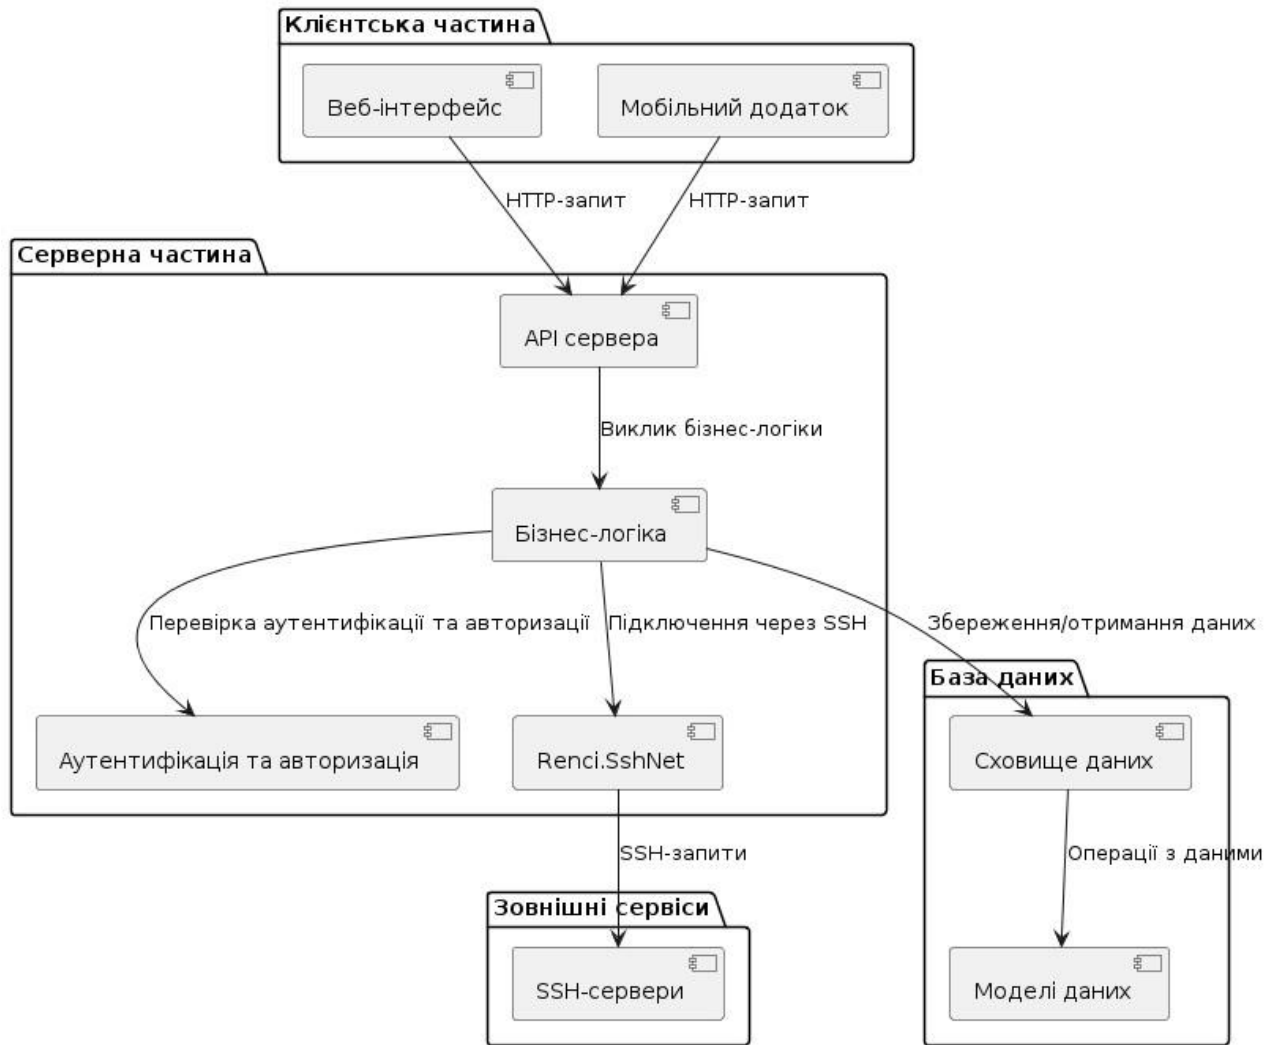 Клієнтська частина
Веб-інтерфейс
Мобільний додаток
HTTP-запит
HTTP-запит
Серверна частина
API сервера
Виклик бізнес-логіки
Бізнес-логіка
Перевірка аутентифікації та авторизації
Підключення через SSH
Збереження/отримання даних
База даних
Аутентифікація та авторизація
Renci.SshNet
Сховище даних
SSH-запити
Операції з даними
Зовнішні сервіси
SSH-сервери
Моделі даних